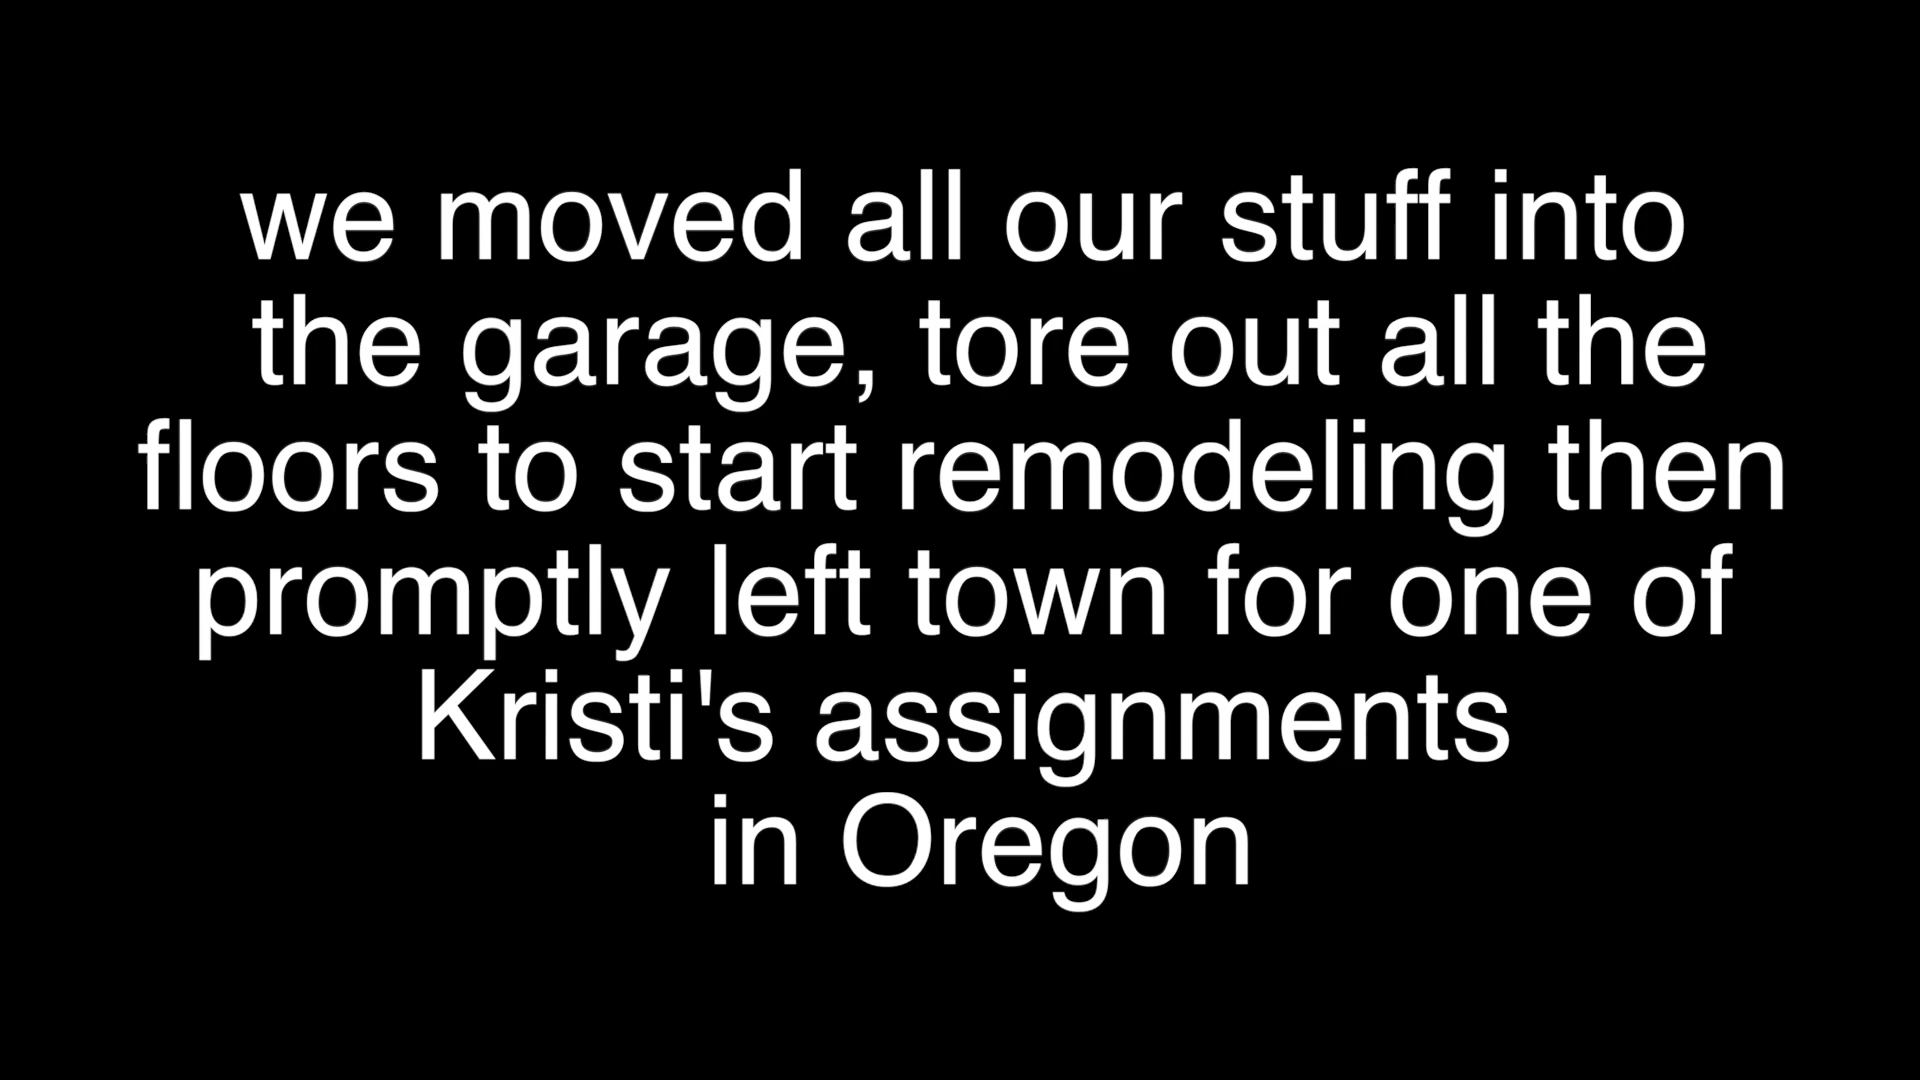 we moved all our stuff into
the garage, tore out all the
floors to start remodeling then
promptly left town for one of
Kristi's assignments
in Oregon